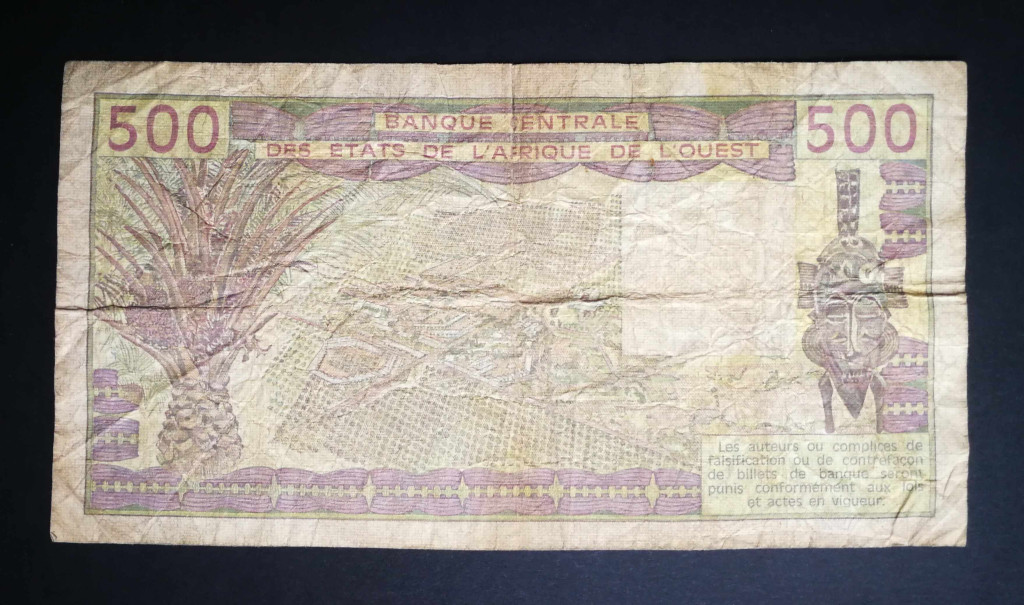 500
BANQUE CENTRALE
500
DES ETATS DE L'AFRIQUE DE L'OUEST
Les auteurs ou complices de
falsification ou de contrefaçon
de billets de banque seront
punis conformément aux lois
et actes en vigueur.